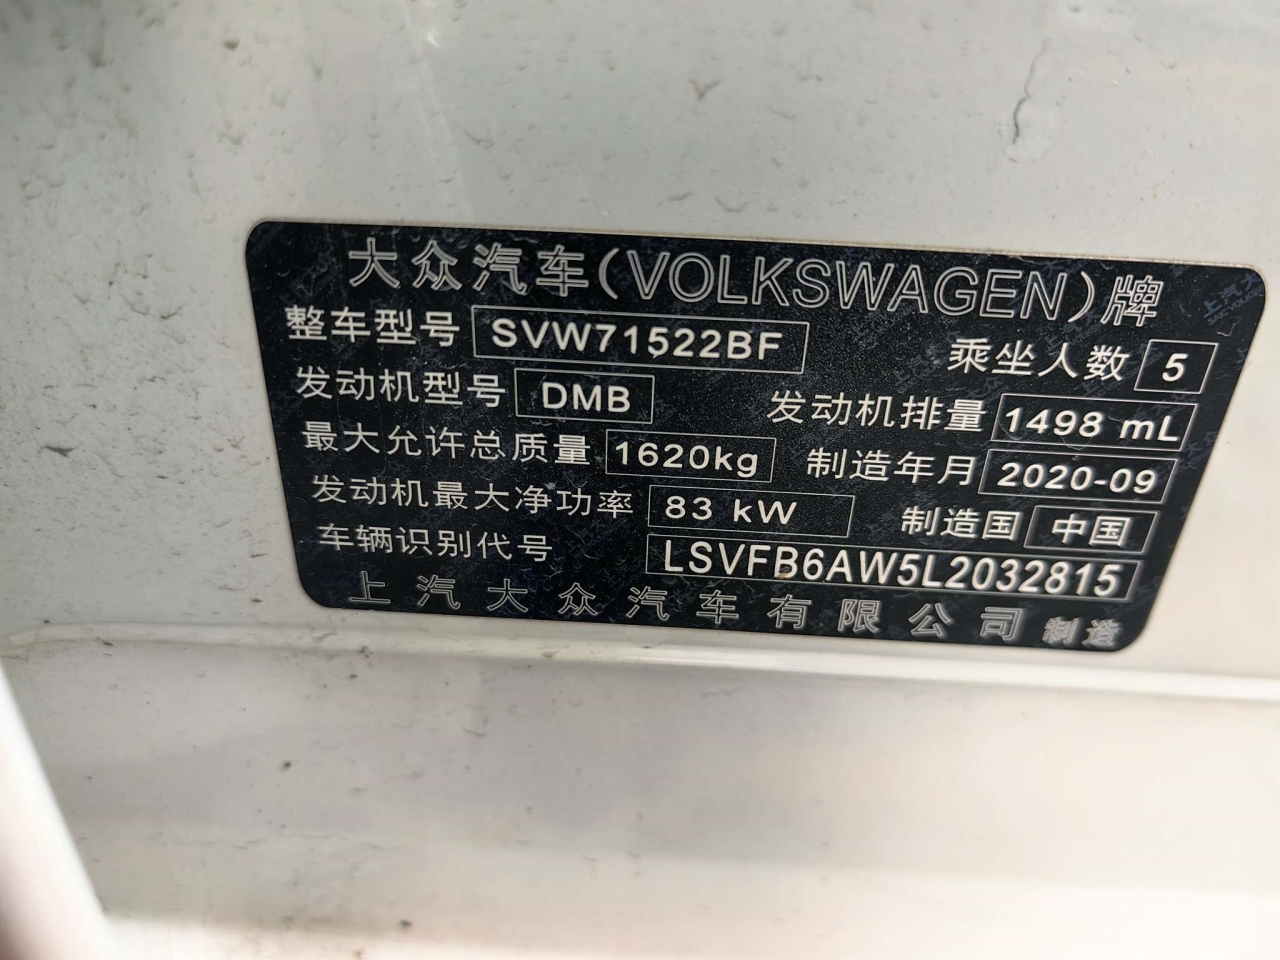 大众汽车(VOLKSWAGEN)牌
整车型号 SVW71522BF 乘坐人数 5
发动机型号 DMB 发动机排量 1498 mL
最大允许总质量 1620kg 制造年月 2020-09
发动机最大净功率 83 kW 制造国 中国
车辆识别代号 LSVFB6AW5L2032815
上汽大众汽车有限公司 制造